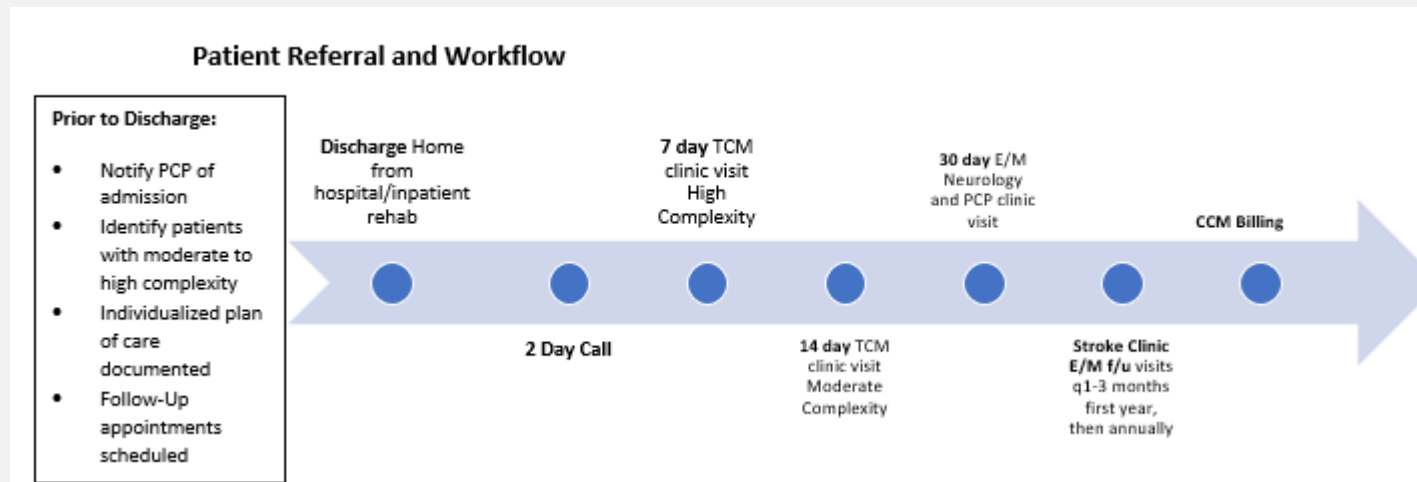 Patient Referral and Workflow
Prior to Discharge:
• Notify PCP of
admission
• Identify patients
with moderate to
high complexity
• Individualized plan
of care
documented
• Follow-Up
appointments
scheduled
Discharge Home
from
hospital/inpatient
rehab
2 Day Call
7 day TCM
clinic visit
High
Complexity
14 day TCM
clinic visit
Moderate
Complexity
30 day E/M
Neurology
and PCP clinic
visit
Stroke Clinic
E/M f/u visits
q1-3 months
first year,
then annually
CCM Billing